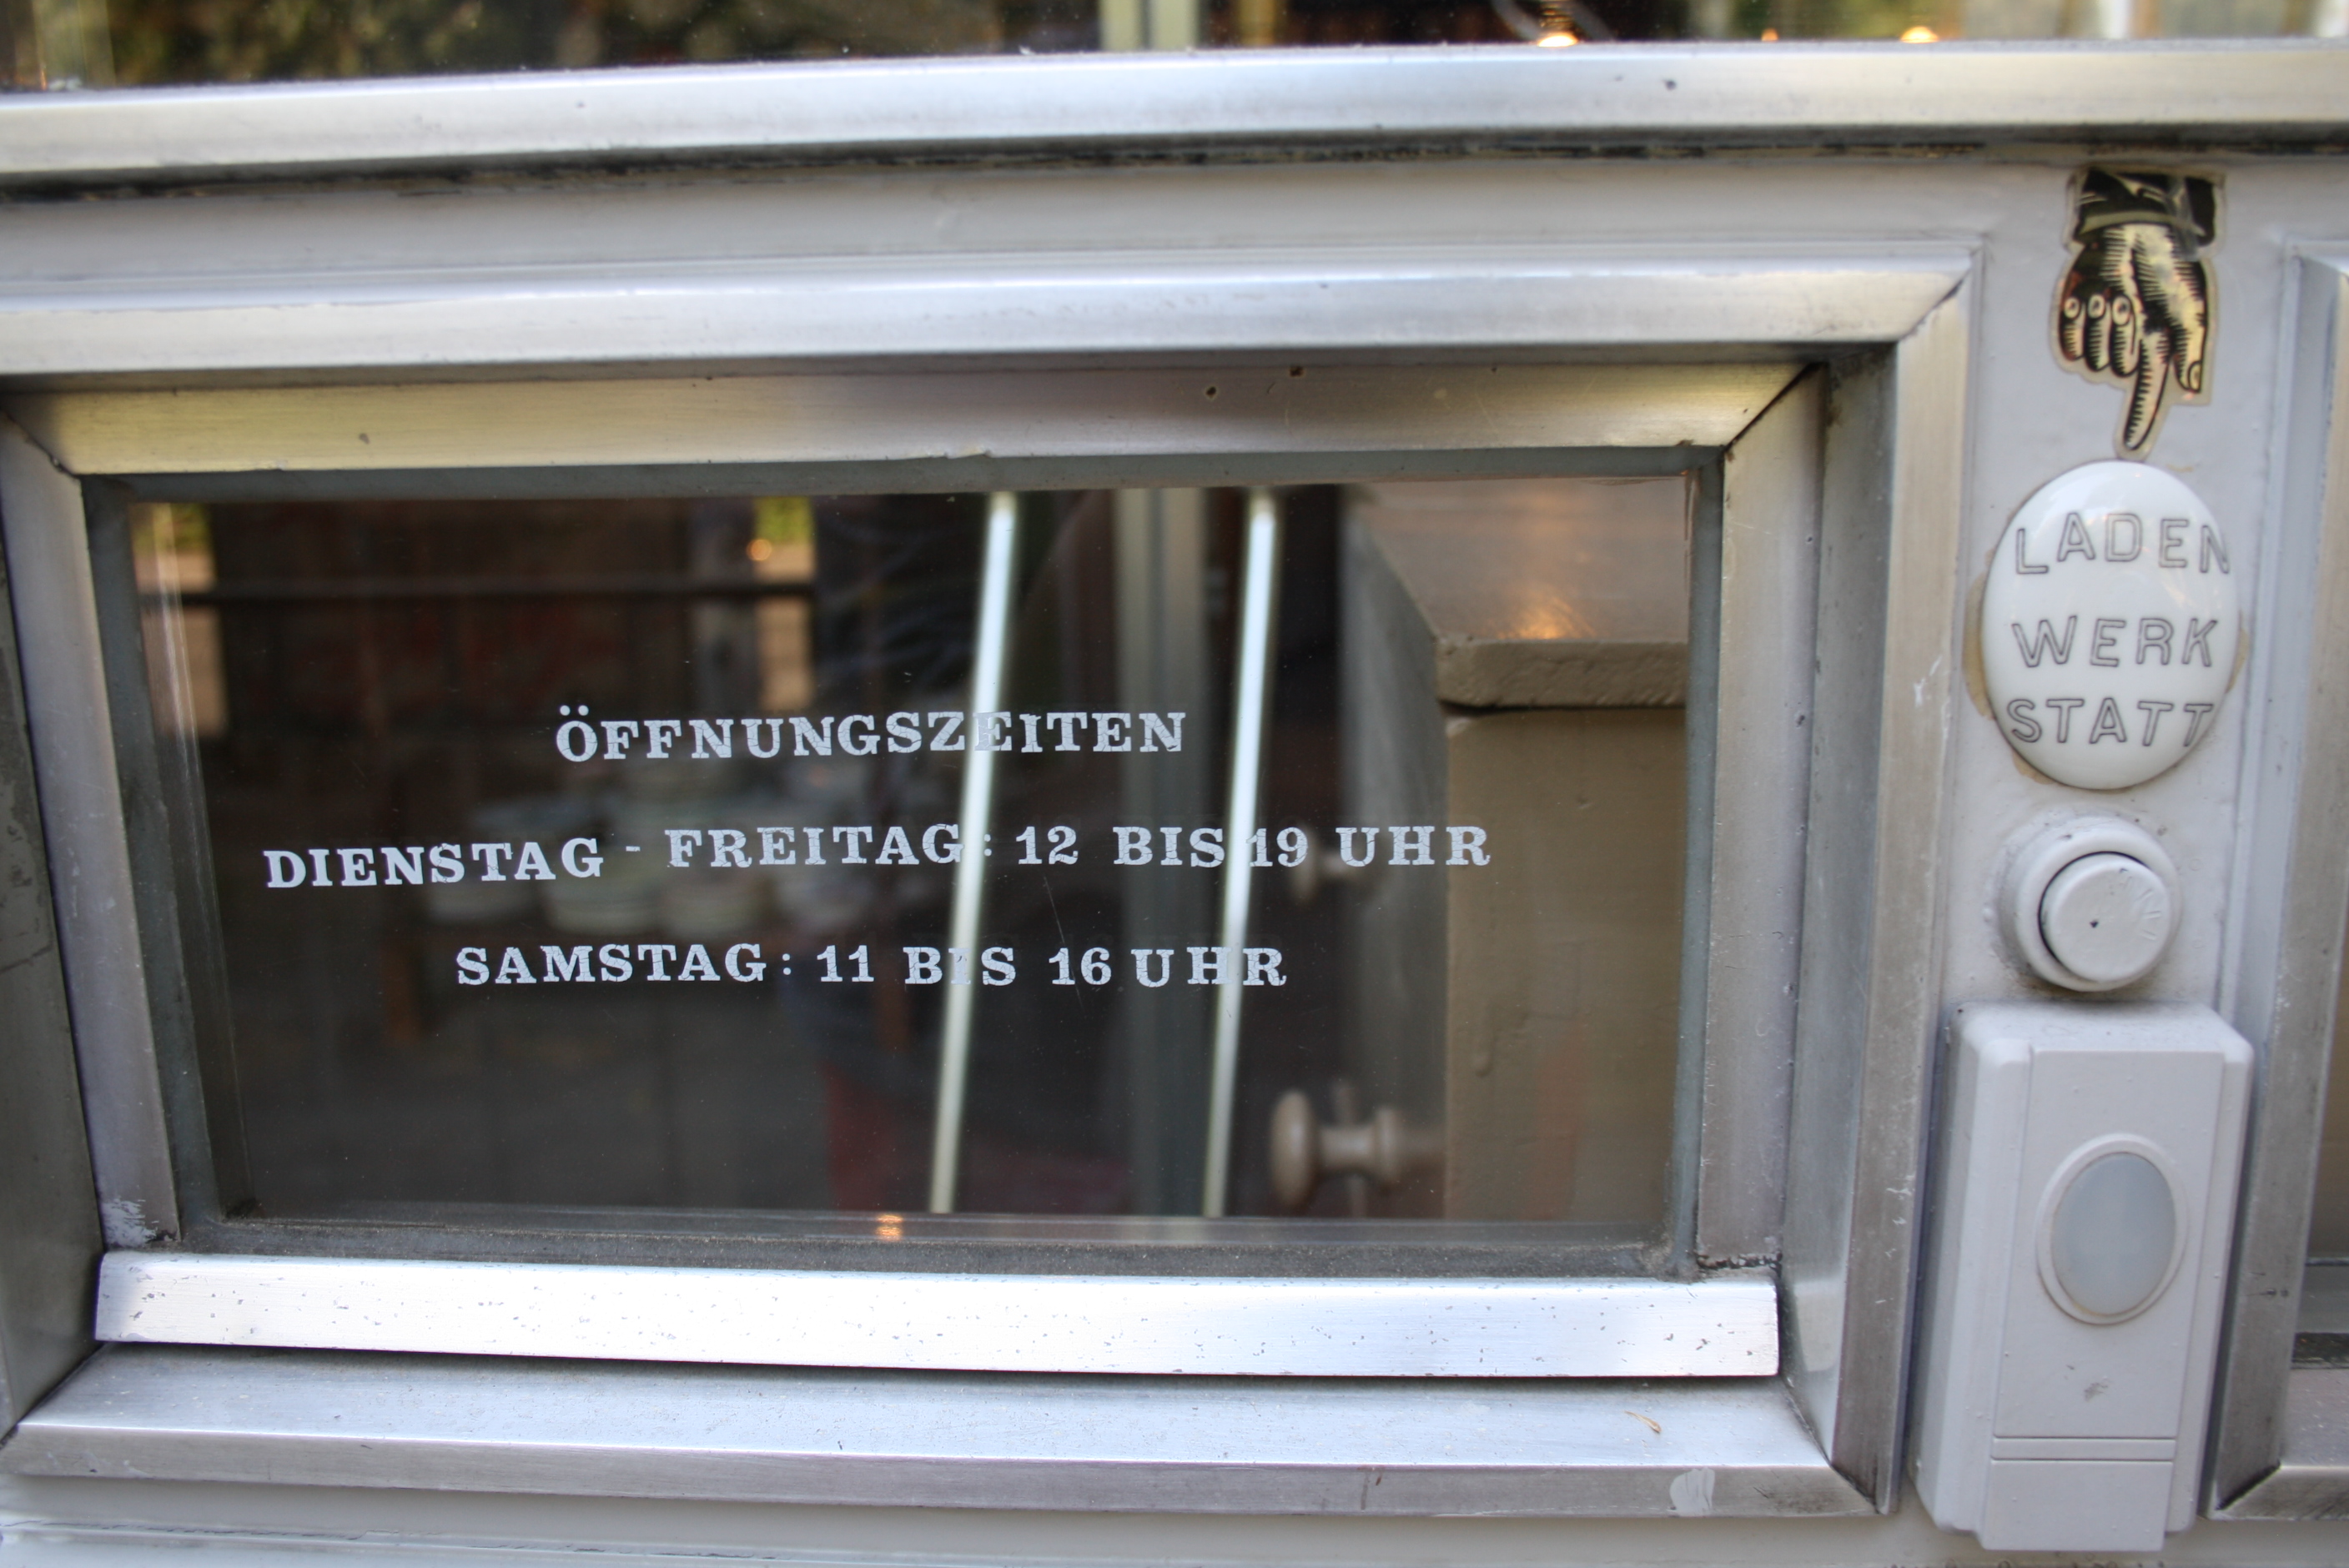 ÖFFNUNGSZEITEN
DIENSTAG - FREITAG: 12 BIS 19 UHR
SAMSTAG: 11 BIS 16 UHR
LADEN
WERK
STATT